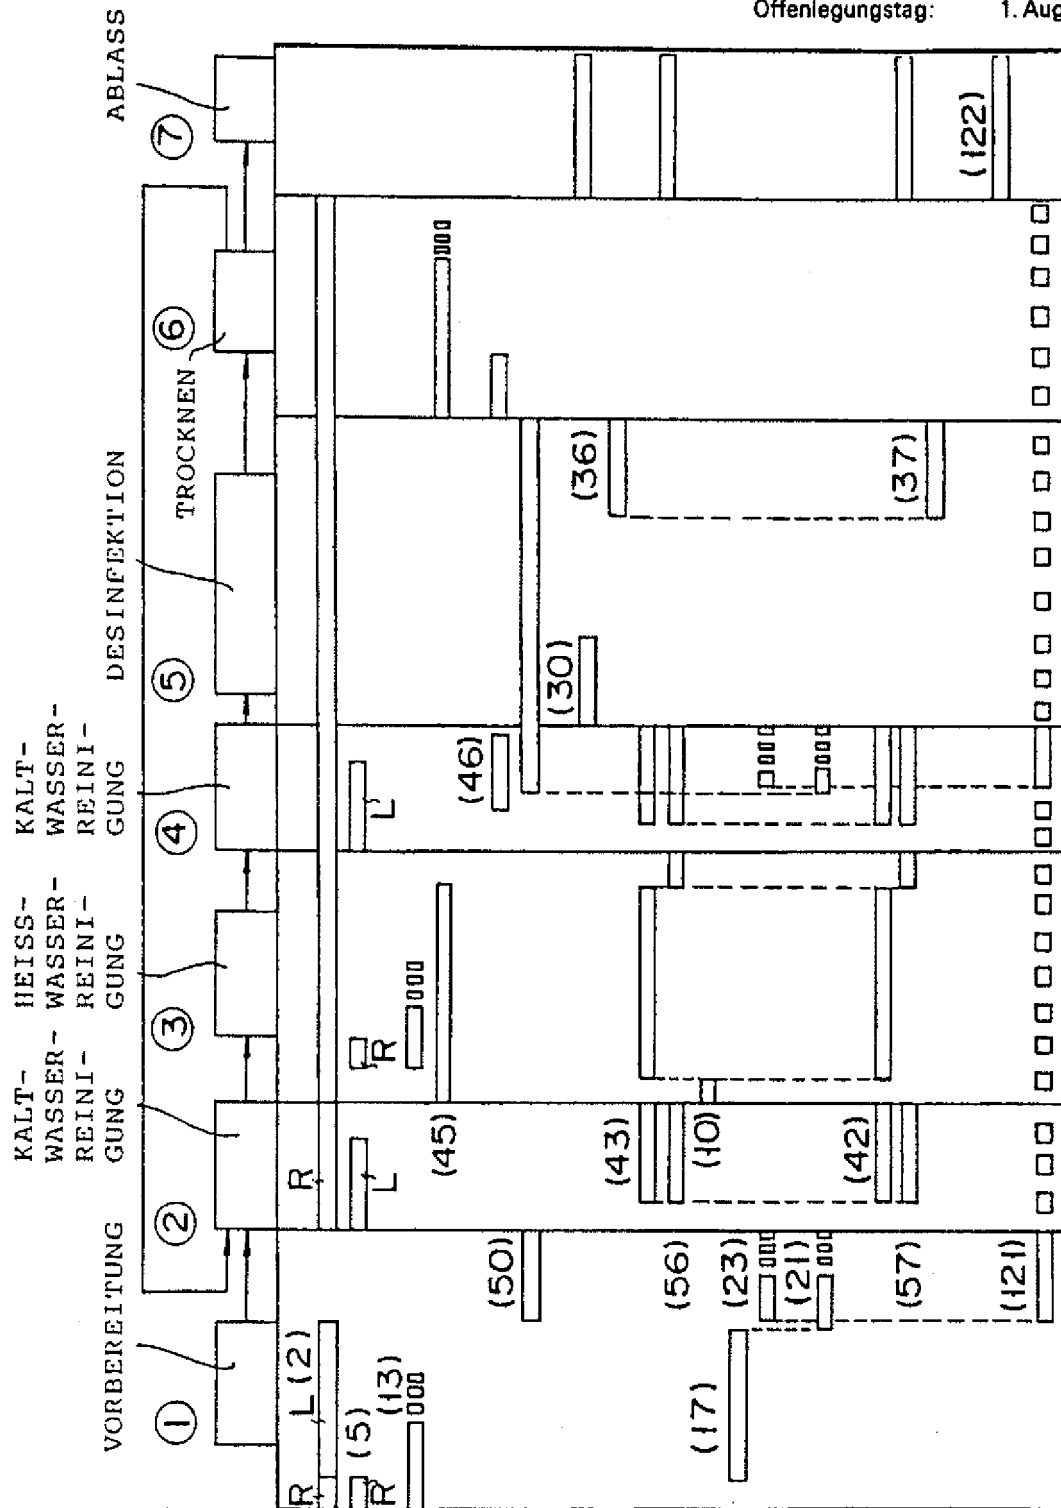 Offenlegungstag: 1. Aug
VORBEREITUNG
KALT-
WASSER-
REINI-
GUNG
HEISS-
WASSER-
REINI-
GUNG
KALT-
WASSER-
REINI-
GUNG
DESINFEKTION
TROCKNEN
ABLASS
1
2
3
4
5
6
7
R
L (2)
R
R
(5)
L
R
L
(13)
(45)
(46)
(50)
(30)
(36)
(43)
(56)
(10)
(17)
(23)
(21)
(42)
(57)
(37)
(122)
(121)